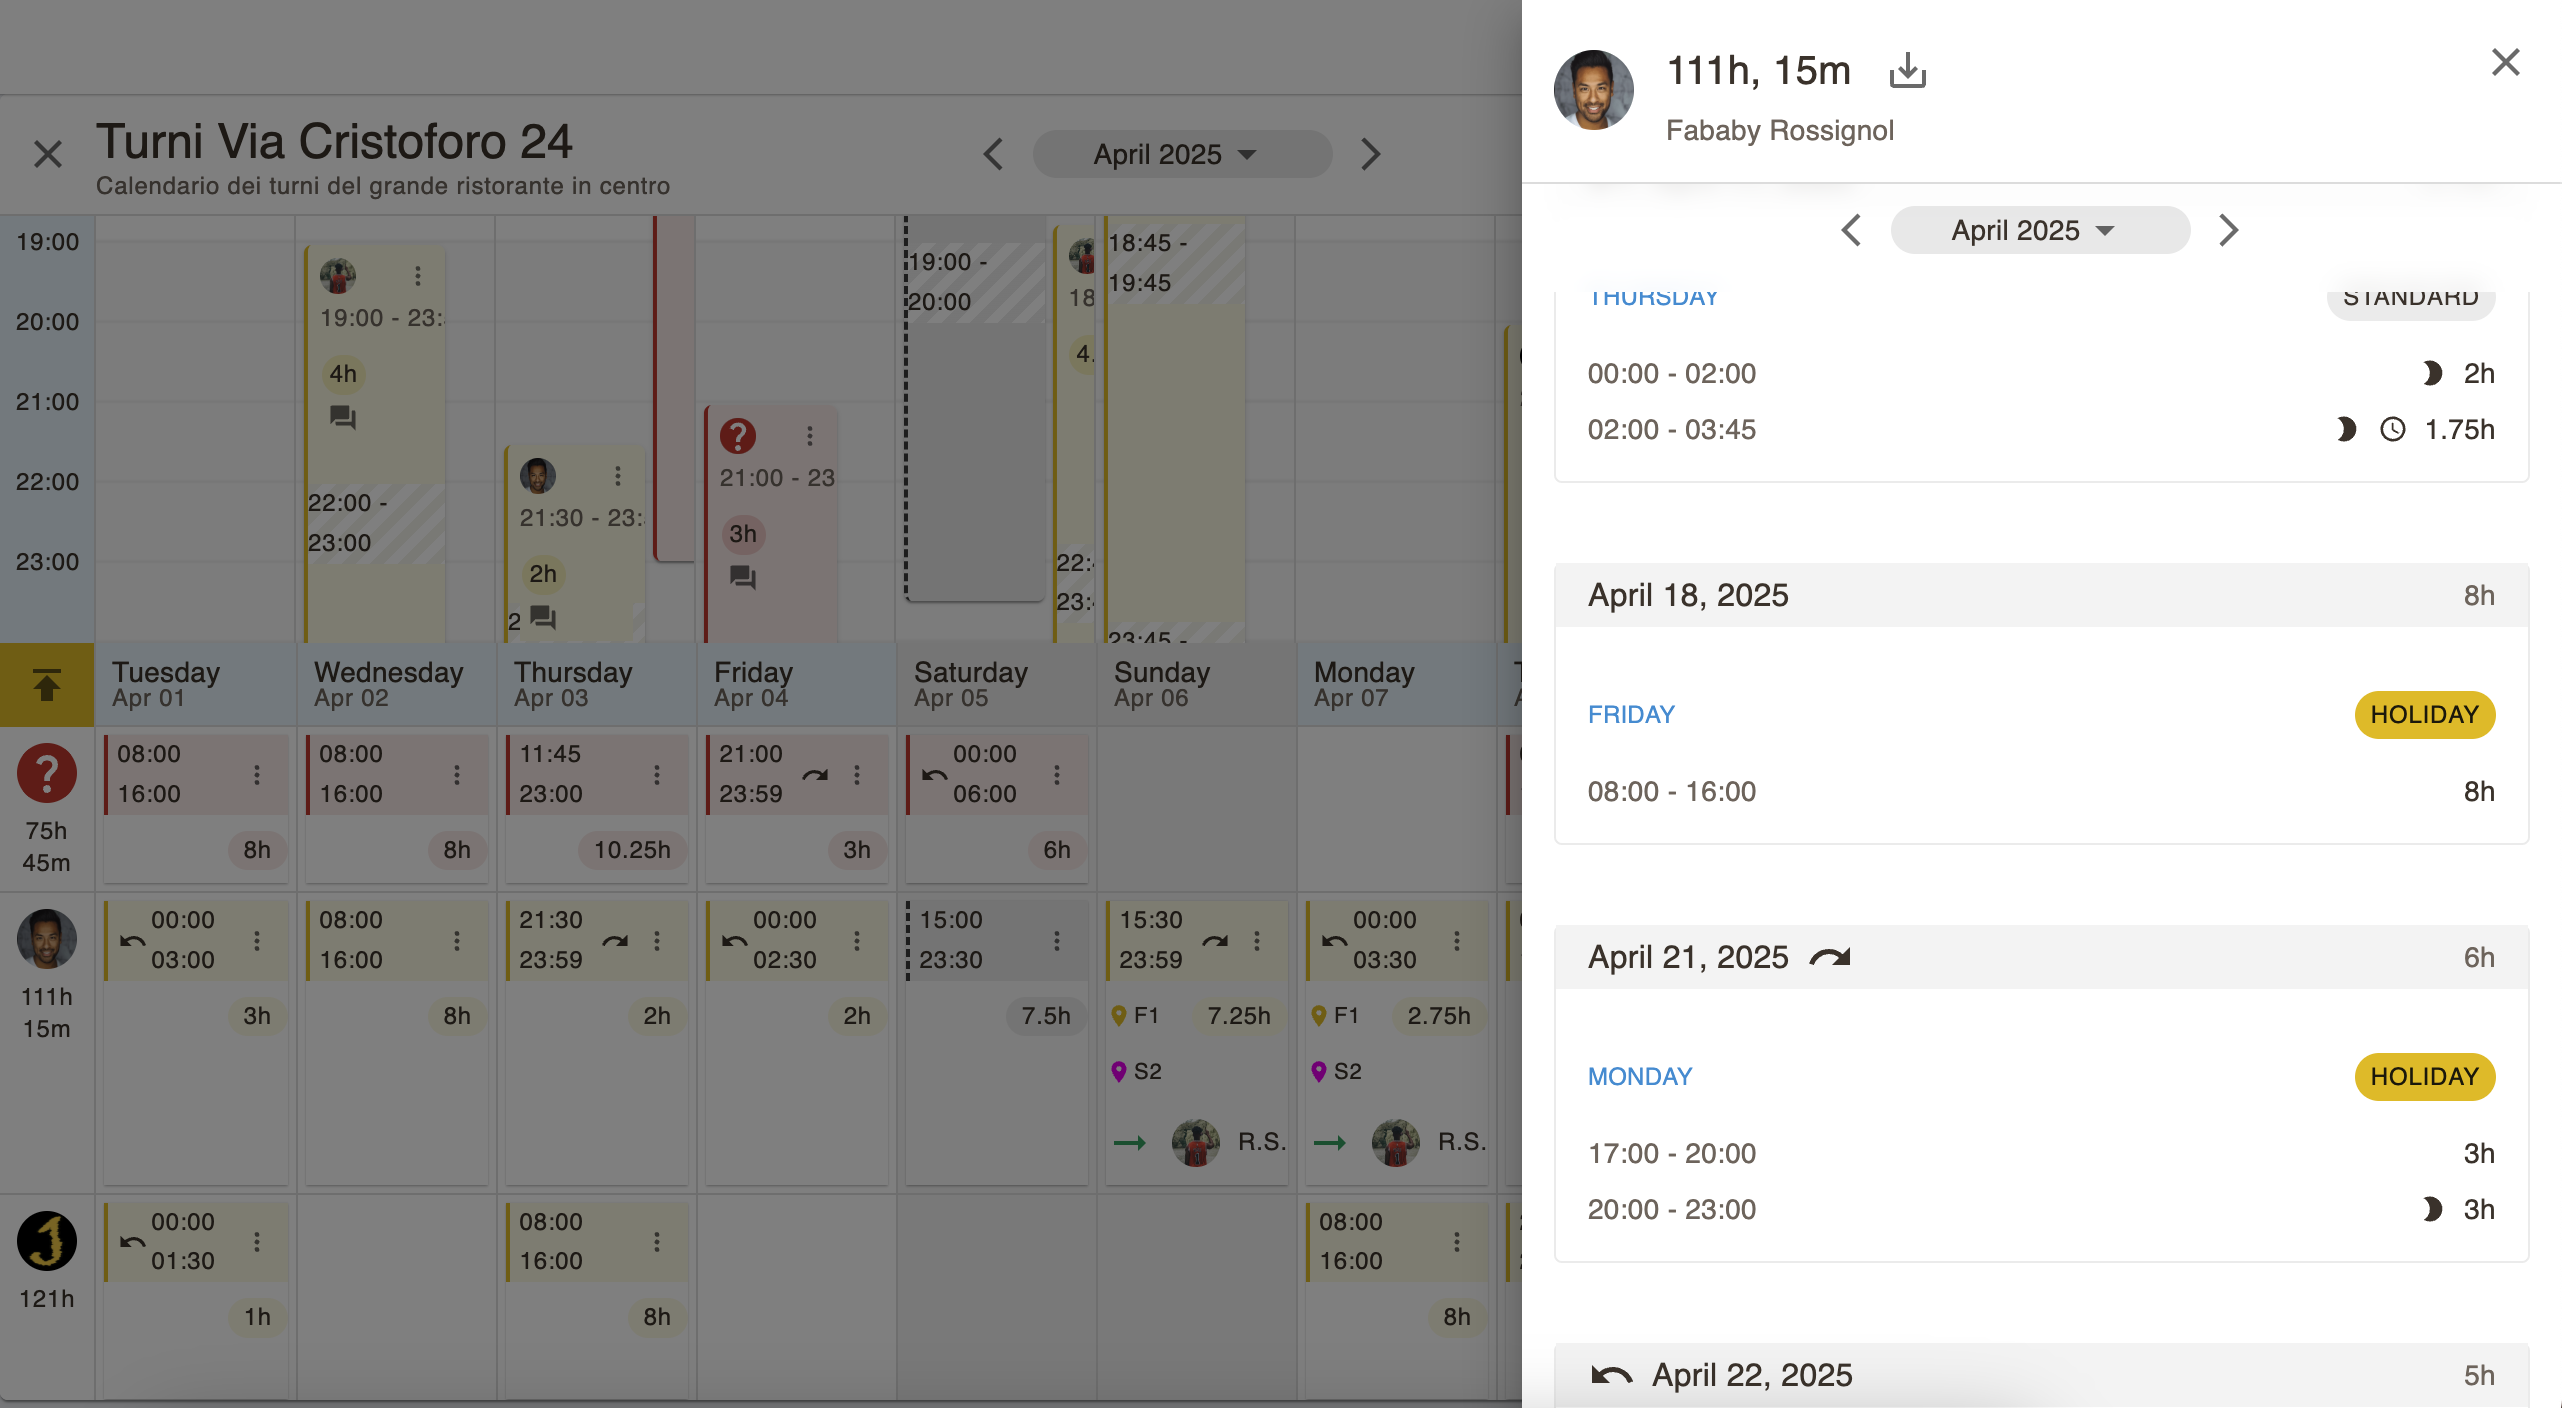 Turni Via Cristoforo 24
Calendario dei turni del grande ristorante in centro
April 2025
19:00
20:00
21:00
22:00
23:00
19:00 - 23:
4h
22:00 -
23:00
21:30 - 23:
2h
2
21:00 - 23
3h
19:00 -
20:00
18
4.
22:
23:
18:45 -
19:45
23:45 -
Tuesday
Apr 01
Wednesday
Apr 02
Thursday
Apr 03
Friday
Apr 04
Saturday
Apr 05
Sunday
Apr 06
Monday
Apr 07
?
75h
45m
08:00
16:00
8h
08:00
16:00
8h
11:45
23:00
10.25h
21:00
23:59
3h
00:00
06:00
6h
111h
15m
00:00
03:00
3h
08:00
16:00
8h
21:30
23:59
2h
00:00
02:30
2h
15:00
23:30
7.5h
15:30
23:59
F1
7.25h
S2
R.S.
00:00
03:30
F1
2.75h
S2
R.S.
J
121h
00:00
01:30
1h
08:00
16:00
8h
08:00
16:00
8h
111h, 15m
Fababy Rossignol
April 2025
THURSDAY
STANDARD
00:00 - 02:00
2h
02:00 - 03:45
1.75h
April 18, 2025
8h
FRIDAY
HOLIDAY
08:00 - 16:00
8h
April 21, 2025
6h
MONDAY
HOLIDAY
17:00 - 20:00
3h
20:00 - 23:00
3h
April 22, 2025
5h